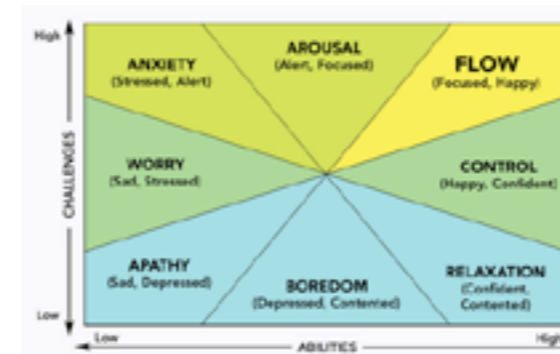 High
ANXIETY
(Stressed, Alert)
AROUSAL
(Alert, Focused)
FLOW
(Focused, Happy)
CHALLENGES
WORRY
(Sad, Stressed)
CONTROL
(Happy, Confident)
APATHY
(Sad, Depressed)
BOREDOM
(Depressed, Contented)
RELAXATION
(Confident,
Contented)
Low
Low
ABILITIES
High